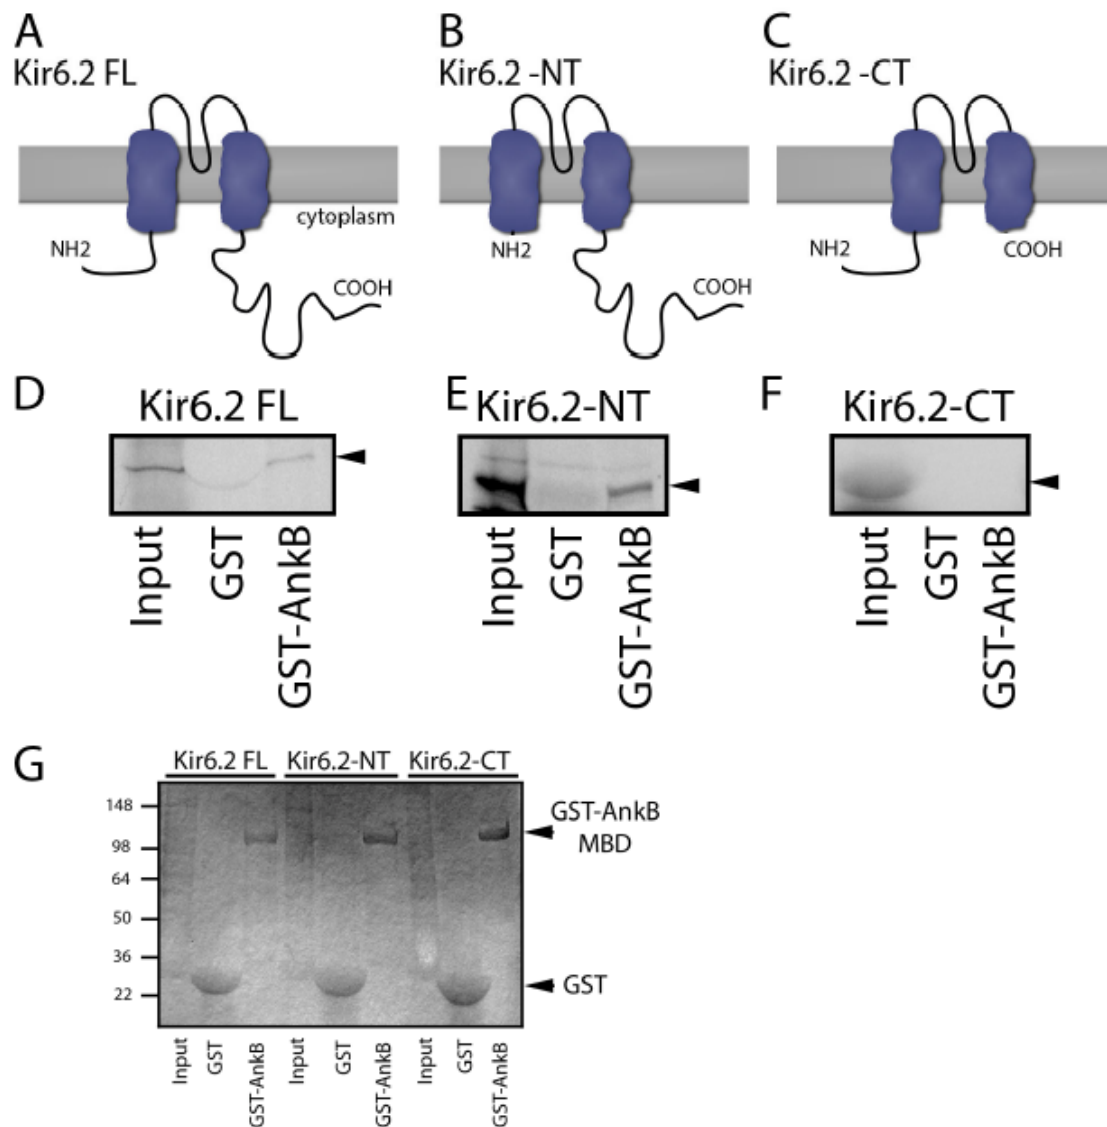 A
Kir6.2 FL
NH2
cytoplasm
COOH
B
Kir6.2 -NT
NH2
COOH
C
Kir6.2 -CT
NH2
COOH
D
Kir6.2 FL
Input
GST
GST-AnkB
E
Kir6.2-NT
Input
GST
GST-AnkB
F
Kir6.2-CT
Input
GST
GST-AnkB
G
Kir6.2 FL
Kir6.2-NT
Kir6.2-CT
148
98
64
50
36
22
GST-AnkB
MBD
GST
Input
GST
GST-AnkB
Input
GST
GST-AnkB
Input
GST
GST-AnkB